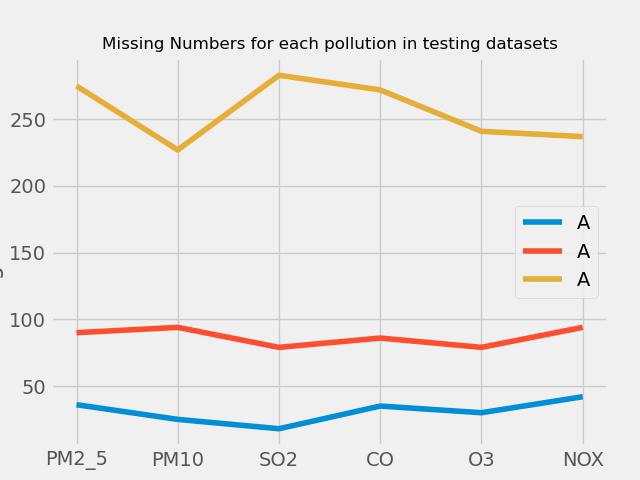 Missing Numbers for each pollution in testing datasets
250
200
150
100
50
A
A
A
PM2_5 PM10 SO2 CO O3 NOX